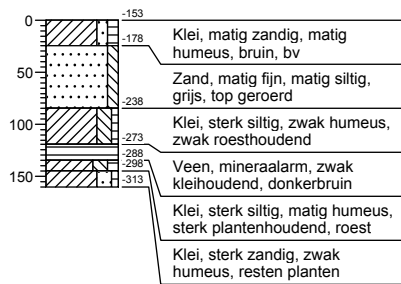 0
50
100
150
-153
-178
-238
-273
-288
-298
-313
Klei, matig zandig, matig
humeus, bruin, bv
Zand, matig fijn, matig siltig,
grijs, top geroerd
Klei, sterk siltig, zwak humeus,
zwak roesthoudend
Veen, mineraalarm, zwak
kleihoudend, donkerbruin
Klei, sterk siltig, matig humeus,
sterk plantenhoudend, roest
Klei, sterk zandig, zwak
humeus, resten planten